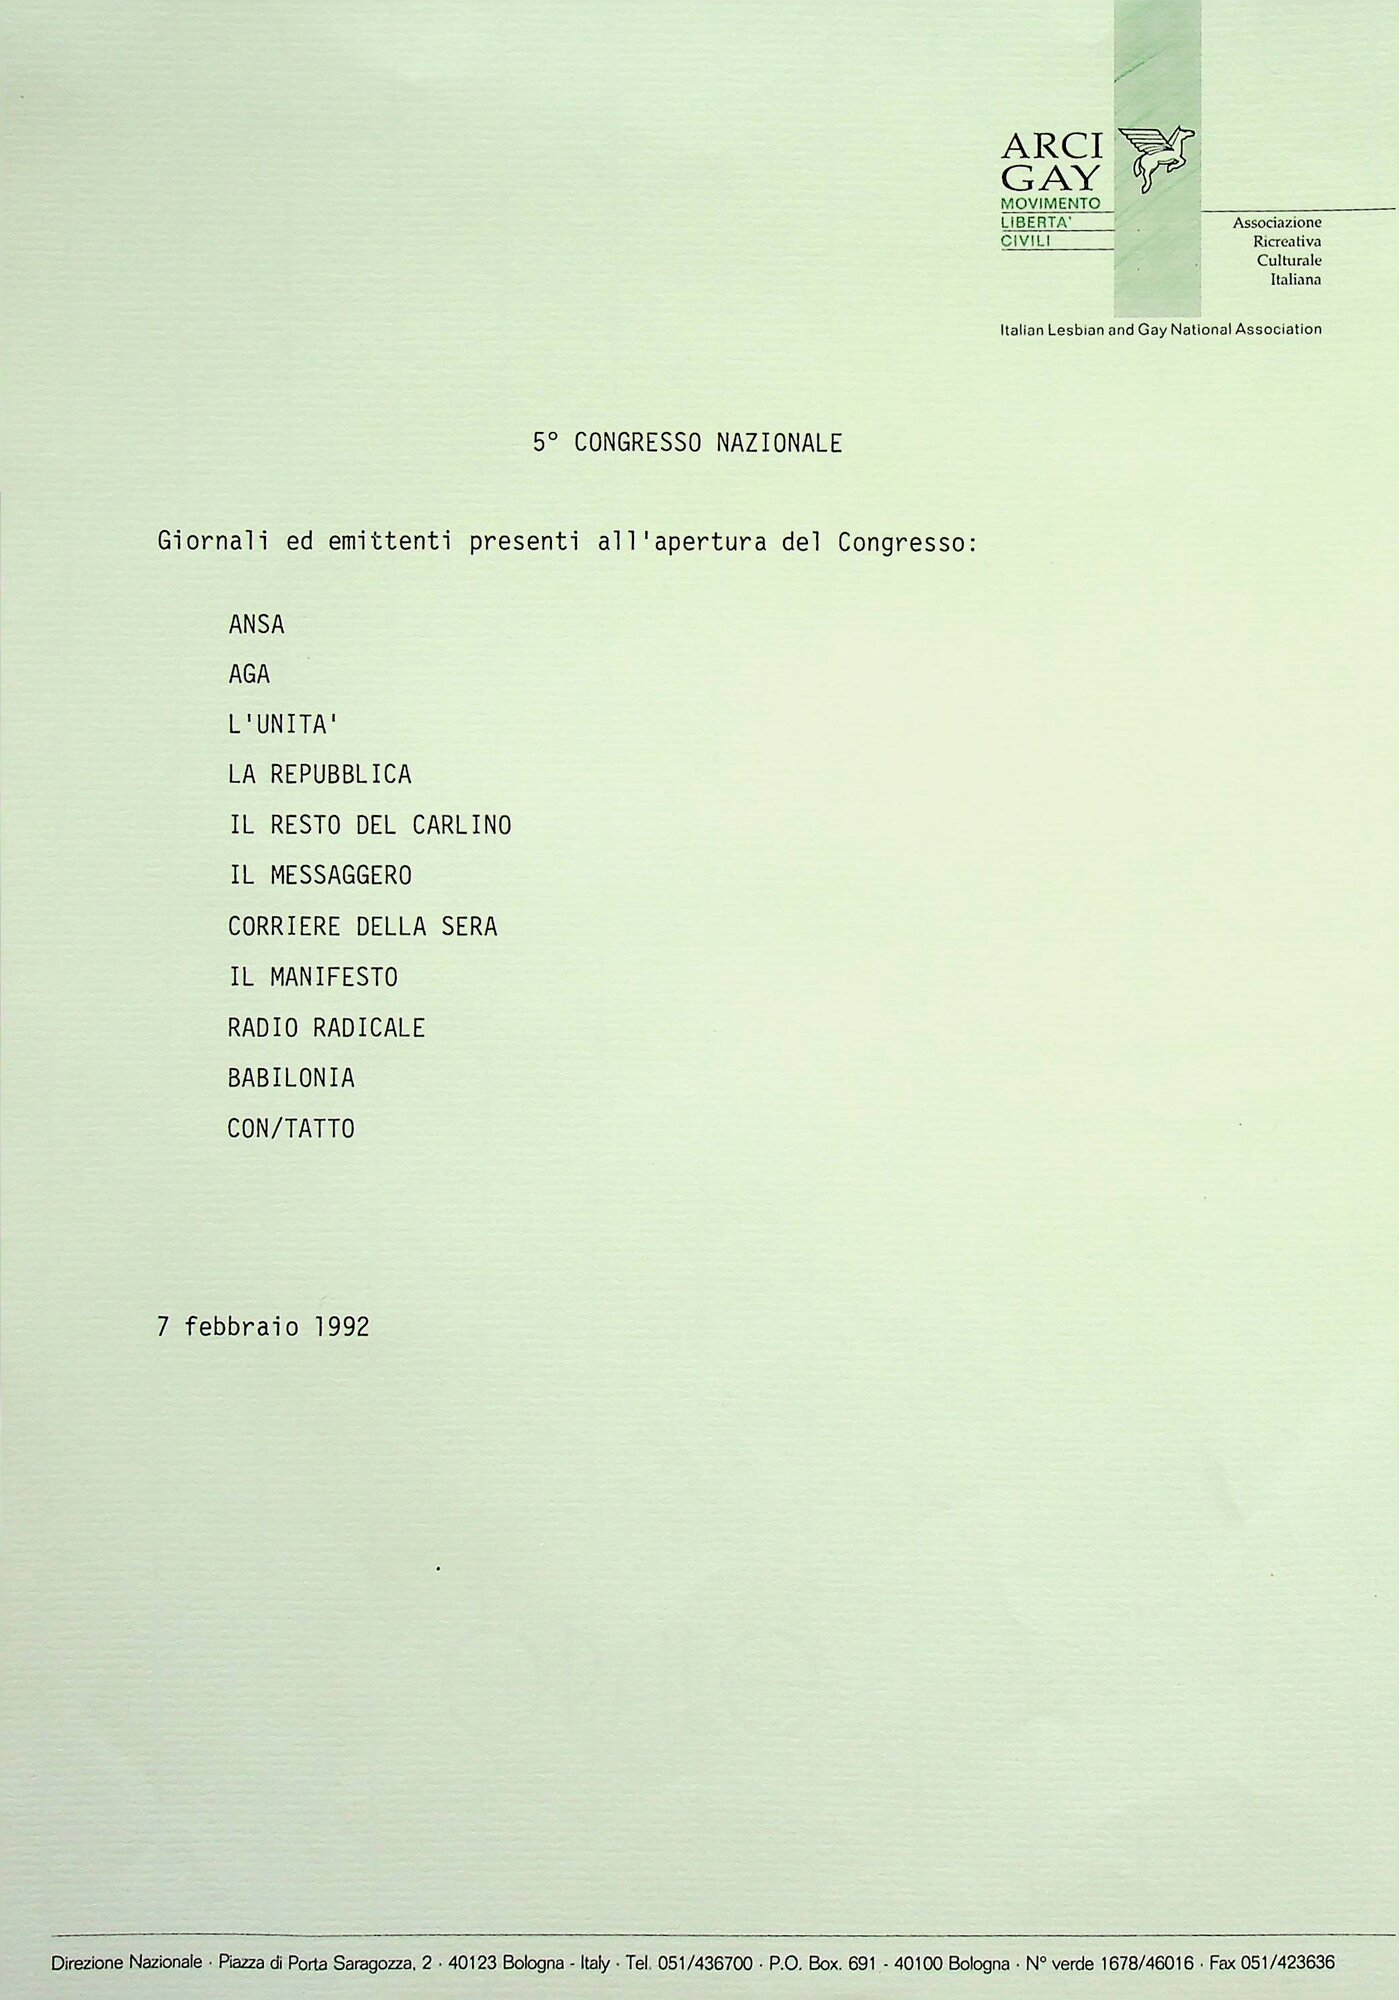 ARCI
GAY
MOVIMENTO
LIBERTA'
CIVILI
Associazione
Ricreativa
Culturale
Italiana
Italian Lesbian and Gay National Association
5° CONGRESSO NAZIONALE
Giornali ed emittenti presenti all'apertura del Congresso:
ANSA
AGA
L'UNITA'
LA REPUBBLICA
IL RESTO DEL CARLINO
IL MESSAGGERO
CORRIERE DELLA SERA
IL MANIFESTO
RADIO RADICALE
BABILONIA
CON/TATTO
7 febbraio 1992
Direzione Nazionale · Piazza di Porta Saragozza, 2 · 40123 Bologna - Italy · Tel. 051/436700 · P.O. Box. 691 - 40100 Bologna · N° verde 1678/46016 · Fax 051/423636